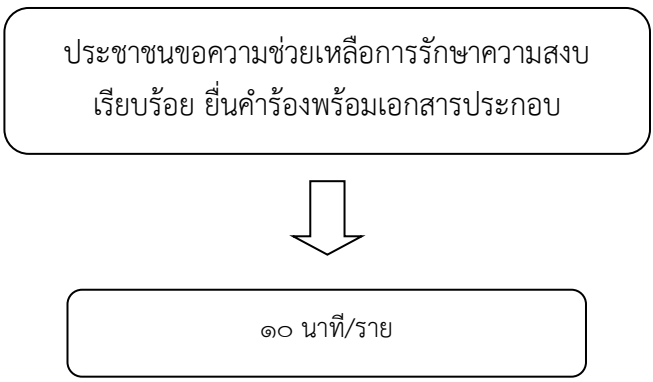 ประชาชนขอความช่วยเหลือการรักษาความสงบ
เรียบร้อย ยื่นคำร้องพร้อมเอกสารประกอบ
๑๐ นาที/ราย